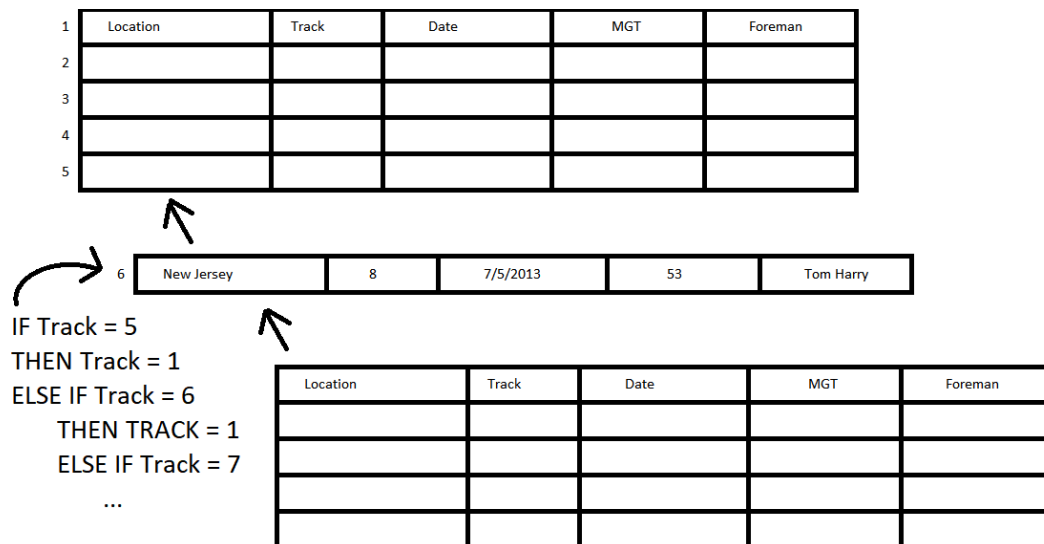 1 Location Track Date MGT Foreman
2
3
4
5
6 New Jersey 8 7/5/2013 53 Tom Harry
IF Track = 5
THEN Track = 1
ELSE IF Track = 6
THEN TRACK = 1
ELSE IF Track = 7
...
Location Track Date MGT Foreman